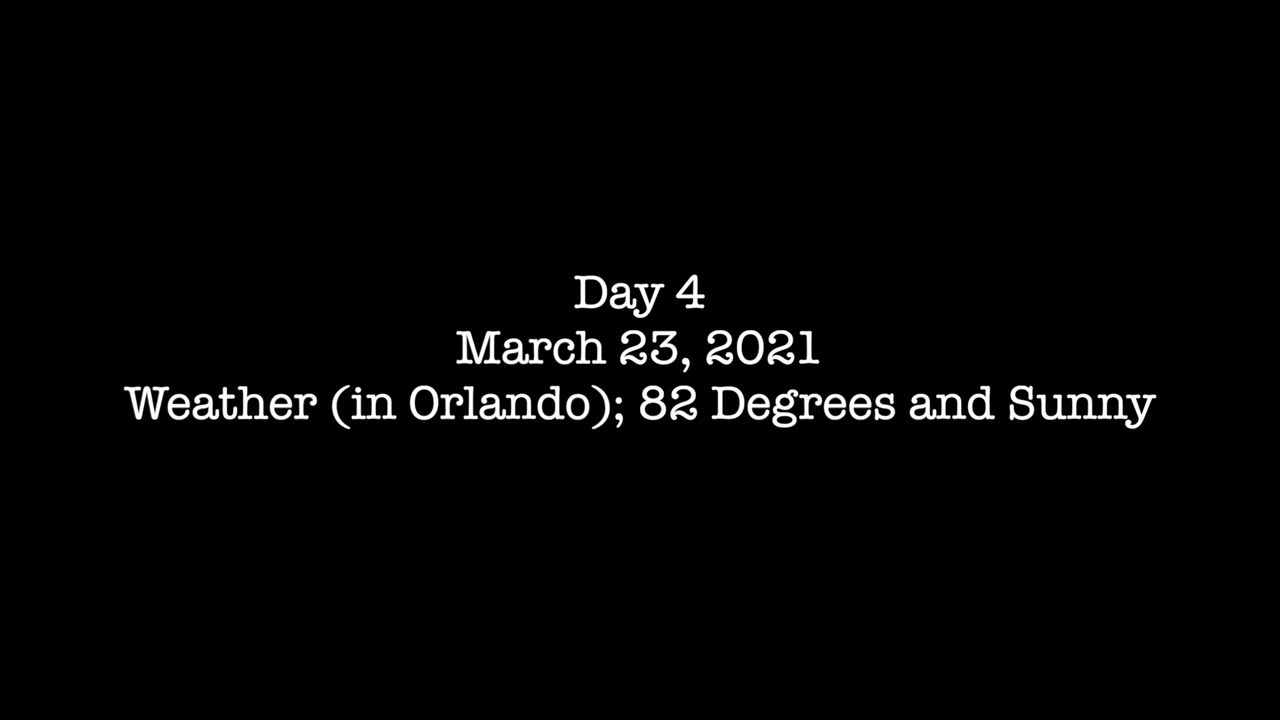 Day 4
March 23, 2021
Weather (in Orlando); 82 Degrees and Sunny